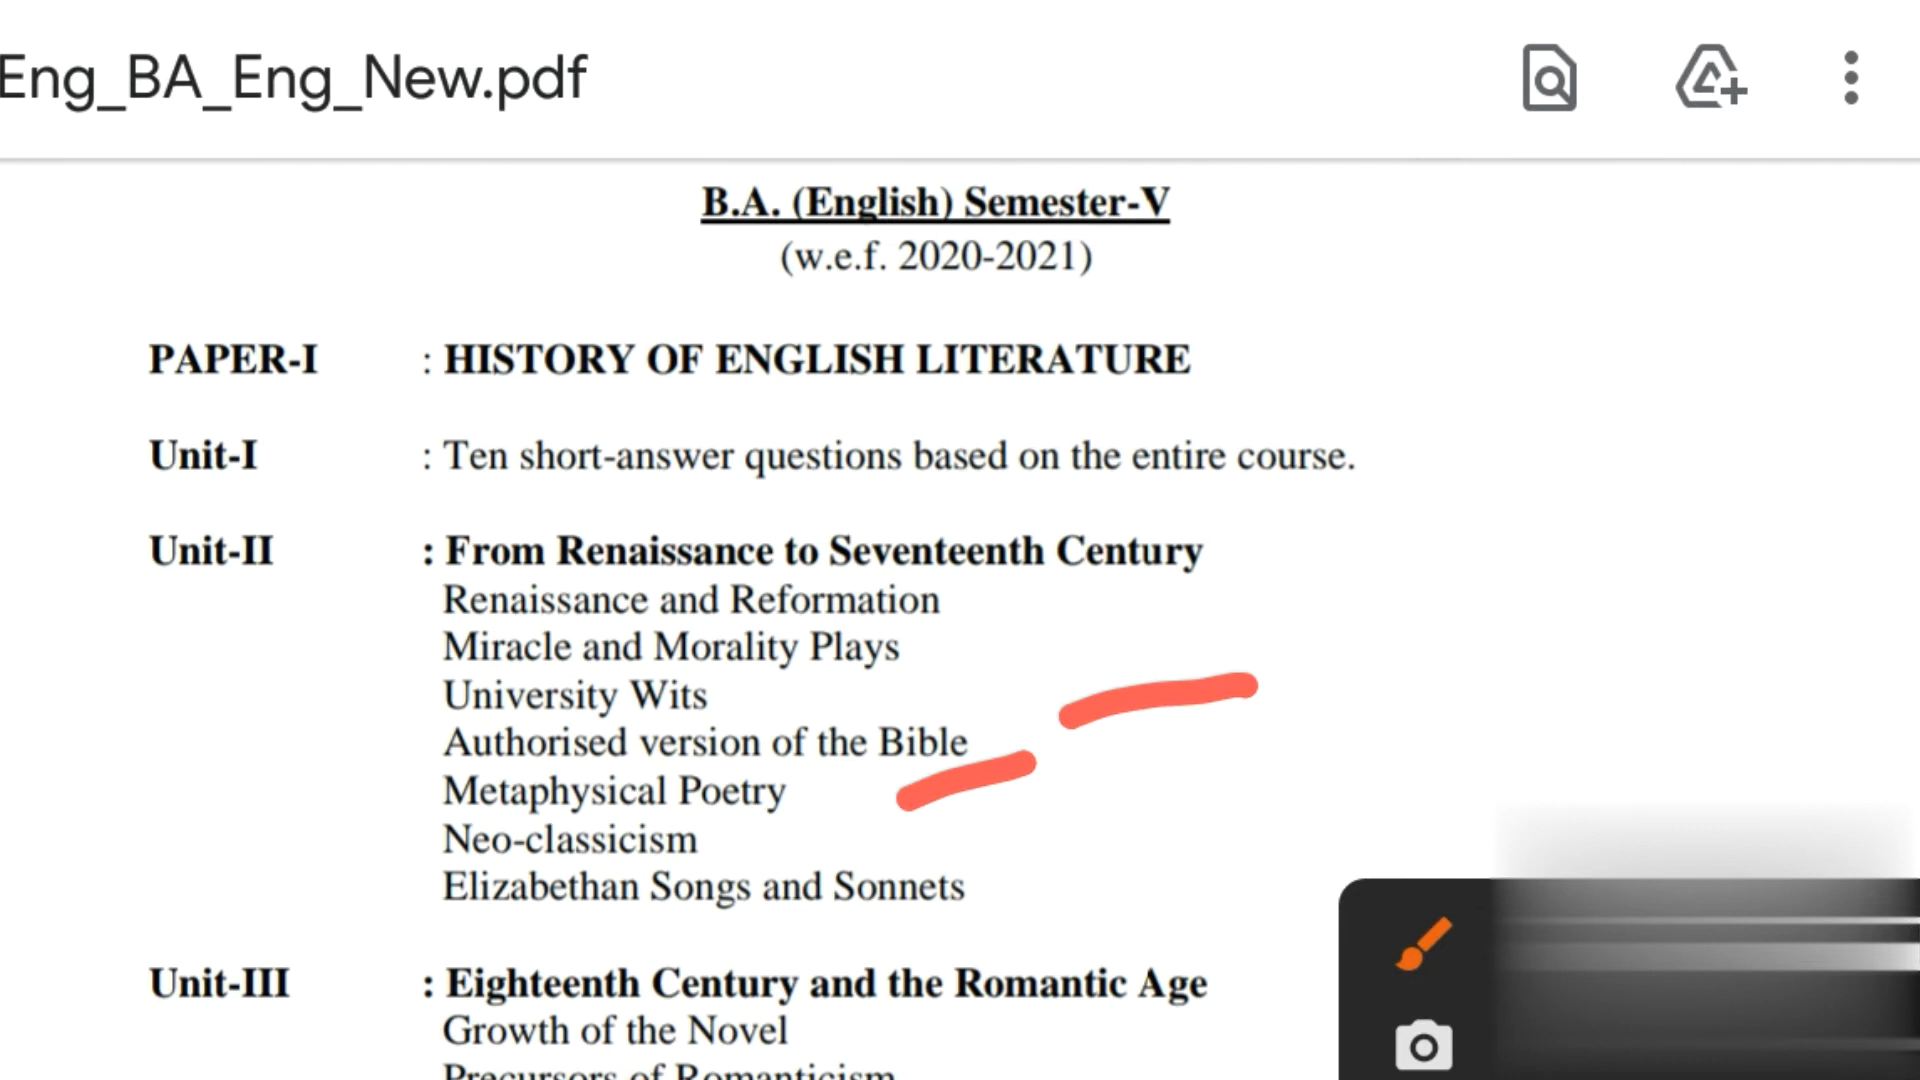 Eng_BA_Eng_New.pdf
B.A. (English) Semester-V
(w.e.f. 2020-2021)
PAPER-I : HISTORY OF ENGLISH LITERATURE
Unit-I : Ten short-answer questions based on the entire course.
Unit-II : From Renaissance to Seventeenth Century
Renaissance and Reformation
Miracle and Morality Plays
University Wits
Authorised version of the Bible
Metaphysical Poetry
Neo-classicism
Elizabethan Songs and Sonnets
Unit-III : Eighteenth Century and the Romantic Age
Growth of the Novel
Precursors of Romanticism